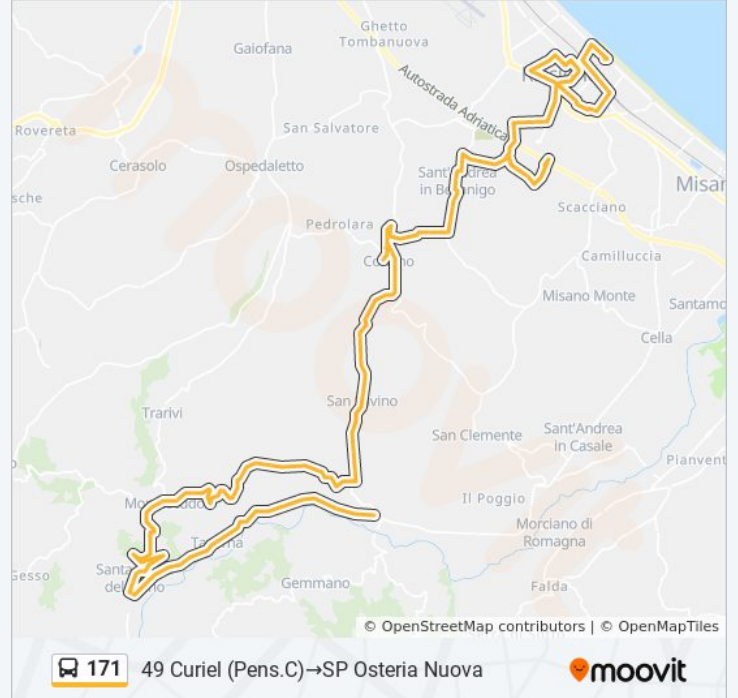 Ghetto
Tombanuova
Gaiofana
Autostrada Adriatica
Rovereta
San Salvatore
Cerasolo
Ospedaletto
Sant'Andrea
in Besanigo
Misan
sche
Scacciano
Pedrolara
Camilluccia
Misano Monte
Santamo
Cella
Trarivi
San Clemente
Sant'Andrea
in Casale
Pianvent
Il Poggio
Morciano di
Romagna
Gesso
Gemmano
Falda
© OpenStreetMap contributors | © OpenMapTiles
171 49 Curiel (Pens.C)→SP Osteria Nuova moovit